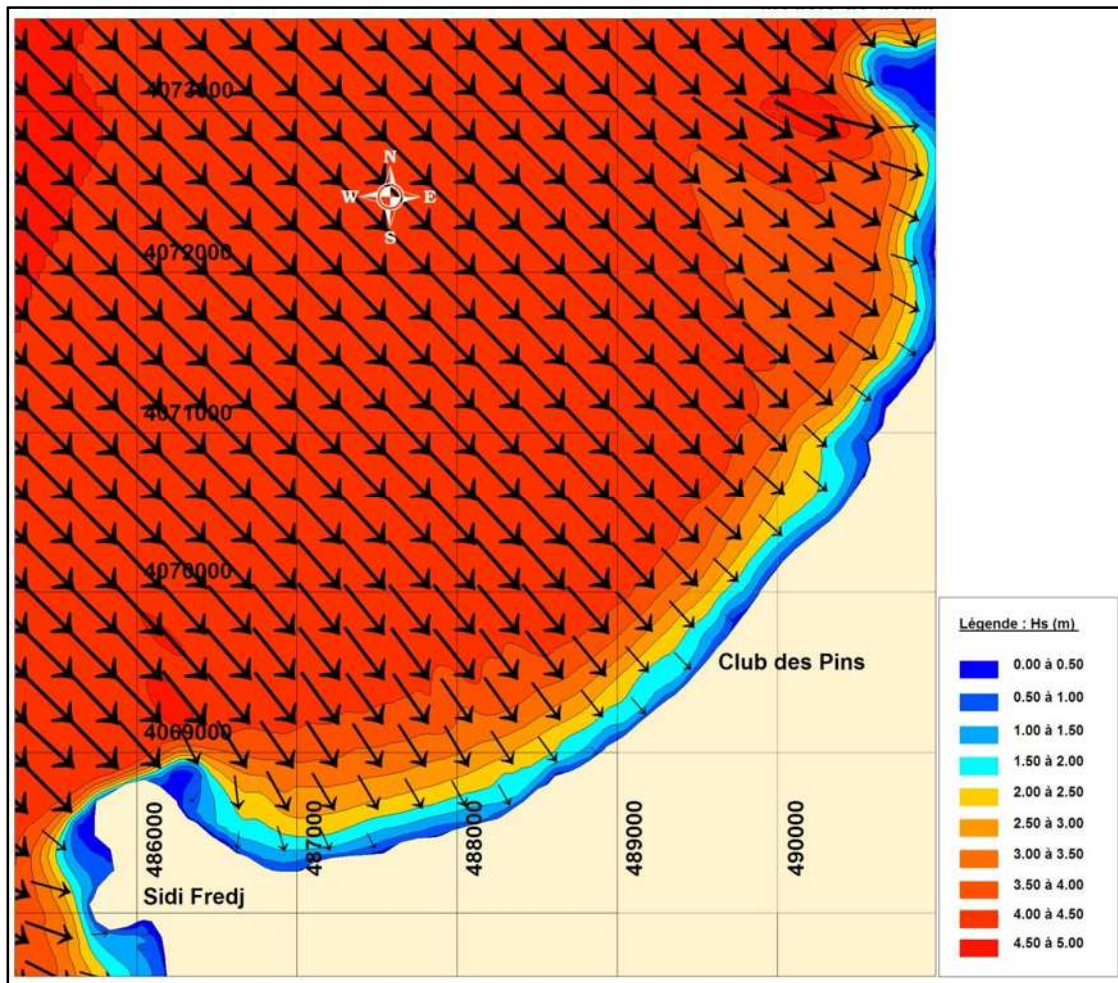 4073000
N
W
E
S
4072000
4071000
4070000
Club des Pins
4069000
486000
487000
488000
489000
490000
Sidi Fredj
Lègende : Hs (m)
0.00 à 0.50
0.50 à 1.00
1.00 à 1.50
1.50 à 2.00
2.00 à 2.50
2.50 à 3.00
3.00 à 3.50
3.50 à 4.00
4.00 à 4.50
4.50 à 5.00